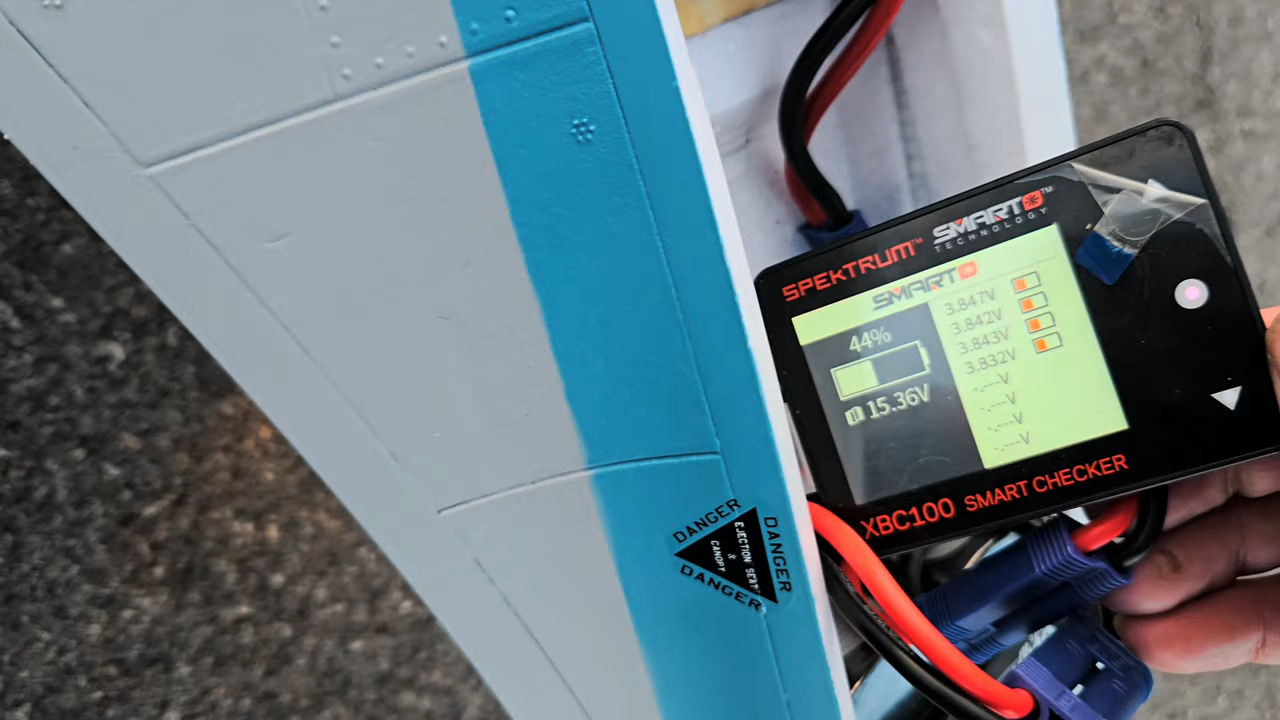 SPEKTRUM™ SMART™
TECHNOLOGY
SMART
44%
15.36V
3.847V
3.842V
3.843V
3.832V
-.---V
-.---V
-.---V
-.---V
XBC100 SMART CHECKER
DANGER
DANGER
DANGER
EJECTION SEAT
&
CANOPY